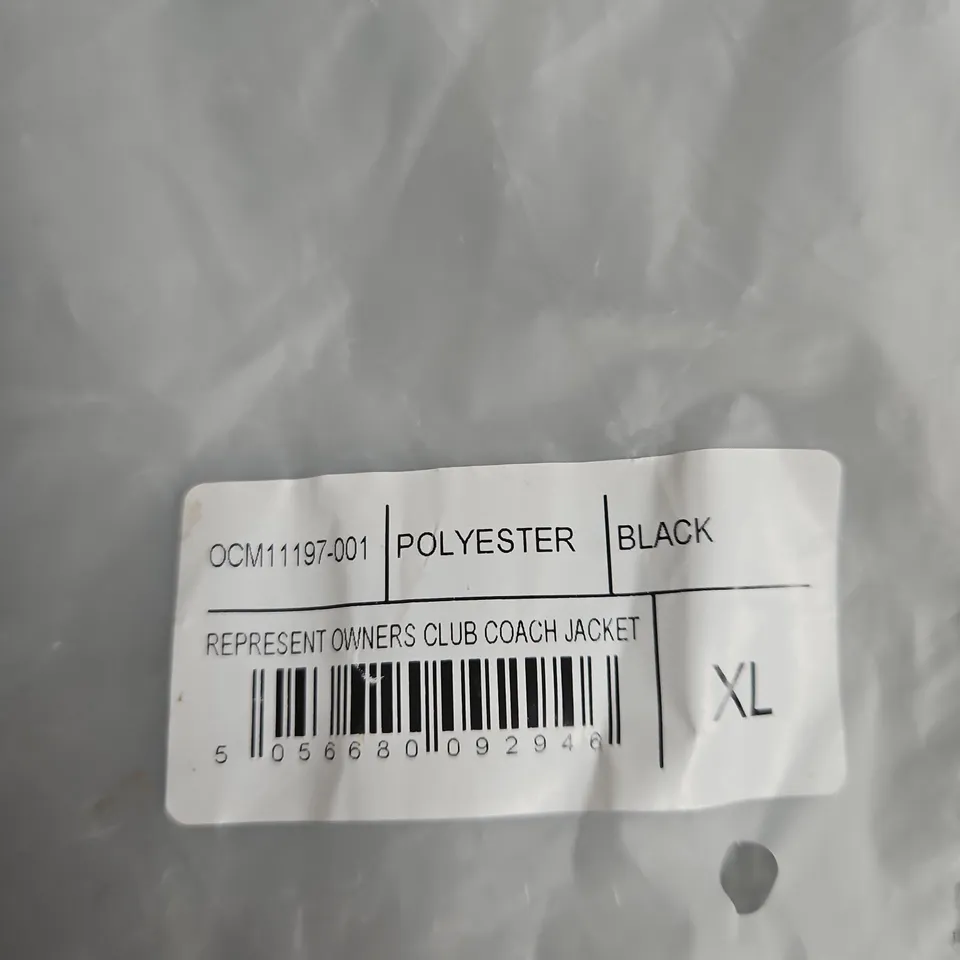 OCM11197-001 POLYESTER BLACK
REPRESENT OWNERS CLUB COACH JACKET
XL
5 056680 092946